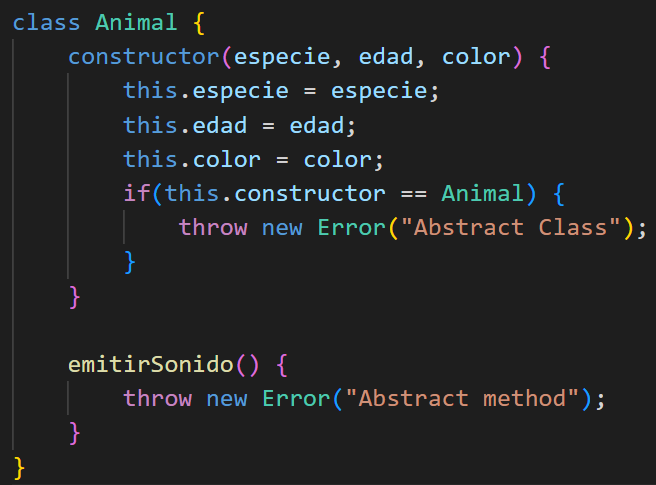 class Animal {
    constructor(especie, edad, color) {
        this.especie = especie;
        this.edad = edad;
        this.color = color;
        if(this.constructor == Animal) {
            throw new Error("Abstract Class");
        }
    }

    emitirSonido() {
        throw new Error("Abstract method");
    }
}